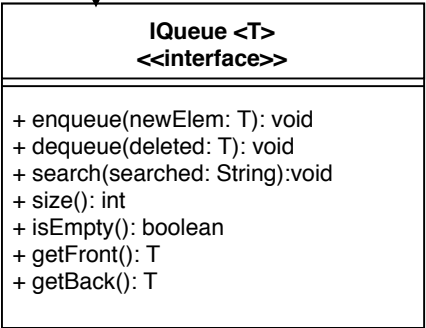 IQueue <T>
<<interface>>
+ enqueue(newElem: T): void
+ dequeue(deleted: T): void
+ search(searched: String):void
+ size(): int
+ isEmpty(): boolean
+ getFront(): T
+ getBack(): T